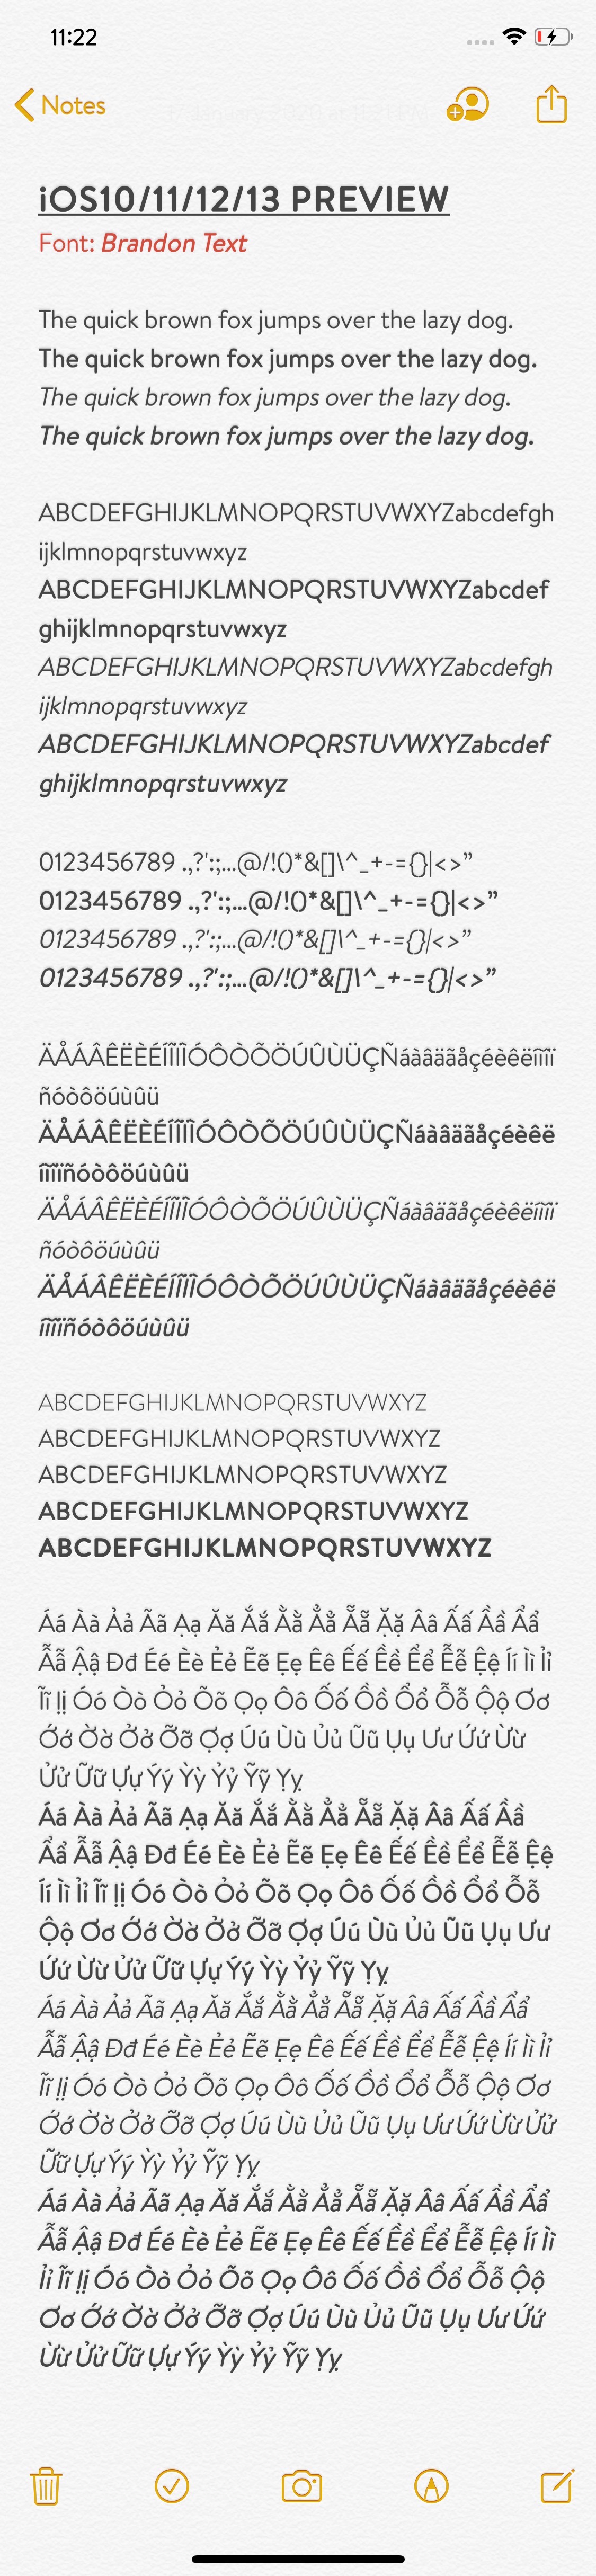 11:22
Notes
iOS10/11/12/13 PREVIEW
Font: Brandon Text
The quick brown fox jumps over the lazy dog.
The quick brown fox jumps over the lazy dog.
The quick brown fox jumps over the lazy dog.
The quick brown fox jumps over the lazy dog.
ABCDEFGHIJKLMNOPQRSTUVWXYZabcdefgh
ijklmnopqrstuvwxyz
ABCDEFGHIJKLMNOPQRSTUVWXYZabcdef
ghijklmnopqrstuvwxyz
ABCDEFGHIJKLMNOPQRSTUVWXYZabcdefgh
ijklmnopqrstuvwxyz
ABCDEFGHIJKLMNOPQRSTUVWXYZabcdef
ghijklmnopqrstuvwxyz
0123456789 .,?':;...@/!()*&[]\^_+-={}|<>”
0123456789 .,?':;...@/!()*&[]\^_+-={}|<>”
0123456789 .,?':;...@/!()*&[]\^_+-={}|<>”
0123456789 .,?':;...@/!()*&[]\^_+-={}|<>”
ÄÅÁÂÊËÈÉÍÎÏÌÓÔÒÕÖÚÛÙÜÇÑáàâäãåçéèêëíîìï
ñóòôöúùûü
ÄÅÁÂÊËÈÉÍÎÏÌÓÔÒÕÖÚÛÙÜÇÑáàâäãåçéèêë
íîìïñóòôöúùûü
ÄÅÁÂÊËÈÉÍÎÏÌÓÔÒÕÖÚÛÙÜÇÑáàâäãåçéèêëíîìï
ñóòôöúùûü
ÄÅÁÂÊËÈÉÍÎÏÌÓÔÒÕÖÚÛÙÜÇÑáàâäãåçéèêë
íîìïñóòôöúùûü
ABCDEFGHIJKLMNOPQRSTUVWXYZ
ABCDEFGHIJKLMNOPQRSTUVWXYZ
ABCDEFGHIJKLMNOPQRSTUVWXYZ
ABCDEFGHIJKLMNOPQRSTUVWXYZ
ABCDEFGHIJKLMNOPQRSTUVWXYZ
Áá Àà Ảả Ãã Ạạ Ăă Ắắ Ằằ Ẳẳ Ẵẵ Ặặ Ââ Ấấ Ầầ Ẩẩ
Ẫẫ Ậậ Đđ Éé Èè Ẻẻ Ẽẽ Ẹẹ Êê Ếế Ềề Ểể Ễễ Ệệ Íí Ìì Ỉỉ
Ĩĩ Ịị Óó Òò Ỏỏ Õõ Ọọ Ôô Ốố Ồồ Ổổ Ỗỗ Ộộ Ơơ
Ớớ Ờờ Ởở Ỡỡ Ợợ Úú Ùù Ủủ Ũũ Ụụ Ưư Ứứ Ừừ
Ửử Ữữ Ựự Ýý Ỳỳ Ỷỷ Ỹỹ Ỵỵ
Áá Àà Ảả Ãã Ạạ Ăă Ắắ Ằằ Ẳẳ Ẵẵ Ặặ Ââ Ấấ Ầầ
Ẩẩ Ẫẫ Ậậ Đđ Éé Èè Ẻẻ Ẽẽ Ẹẹ Êê Ếế Ềề Ểể Ễễ Ệệ
Íí Ìì Ỉỉ Ĩĩ Ịị Óó Òò Ỏỏ Õõ Ọọ Ôô Ốố Ồồ Ổổ Ỗỗ
Ộộ Ơơ Ớớ Ờờ Ởở Ỡỡ Ợợ Úú Ùù Ủủ Ũũ Ụụ Ưư
Ứứ Ừừ Ửử Ữữ Ựự Ýý Ỳỳ Ỷỷ Ỹỹ Ỵỵ
Áá Àà Ảả Ãã Ạạ Ăă Ắắ Ằằ Ẳẳ Ẵẵ Ặặ Ââ Ấấ Ầầ Ẩẩ
Ẫẫ Ậậ Đđ Éé Èè Ẻẻ Ẽẽ Ẹẹ Êê Ếế Ềề Ểể Ễễ Ệệ Íí Ìì Ỉỉ
Ĩĩ Ịị Óó Òò Ỏỏ Õõ Ọọ Ôô Ốố Ồồ Ổổ Ỗỗ Ộộ Ơơ
Ớớ Ờờ Ởở Ỡỡ Ợợ Úú Ùù Ủủ Ũũ Ụụ Ưư Ứứ Ừừ Ửử
Ữữ Ựự Ýý Ỳỳ Ỷỷ Ỹỹ Ỵỵ
Áá Àà Ảả Ãã Ạạ Ăă Ắắ Ằằ Ẳẳ Ẵẵ Ặặ Ââ Ấấ Ầầ Ẩẩ
Ẫẫ Ậậ Đđ Éé Èè Ẻẻ Ẽẽ Ẹẹ Êê Ếế Ềề Ểể Ễễ Ệệ Íí Ìì
Ỉỉ Ĩĩ Ịị Óó Òò Ỏỏ Õõ Ọọ Ôô Ốố Ồồ Ổổ Ỗỗ Ộộ
Ơơ Ớớ Ờờ Ởở Ỡỡ Ợợ Úú Ùù Ủủ Ũũ Ụụ Ưư Ứứ
Ừừ Ửử Ữữ Ựự Ýý Ỳỳ Ỷỷ Ỹỹ Ỵỵ